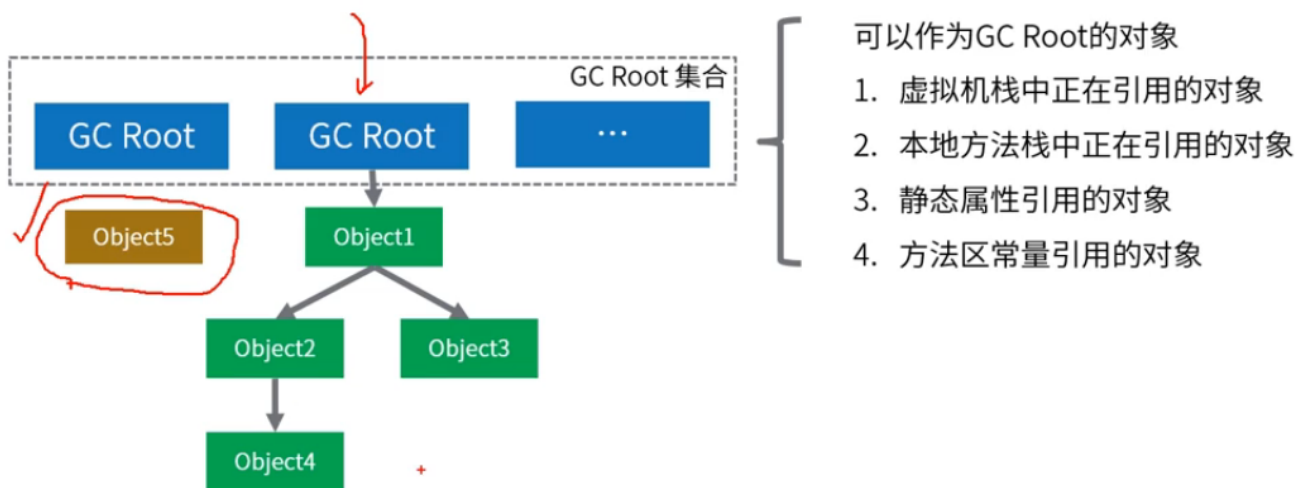 GC Root 集合
GC Root
GC Root
...
Object5
Object1
Object2
Object3
Object4
可以作为GC Root的对象
1. 虚拟机栈中正在引用的对象
2. 本地方法栈中正在引用的对象
3. 静态属性引用的对象
4. 方法区常量引用的对象